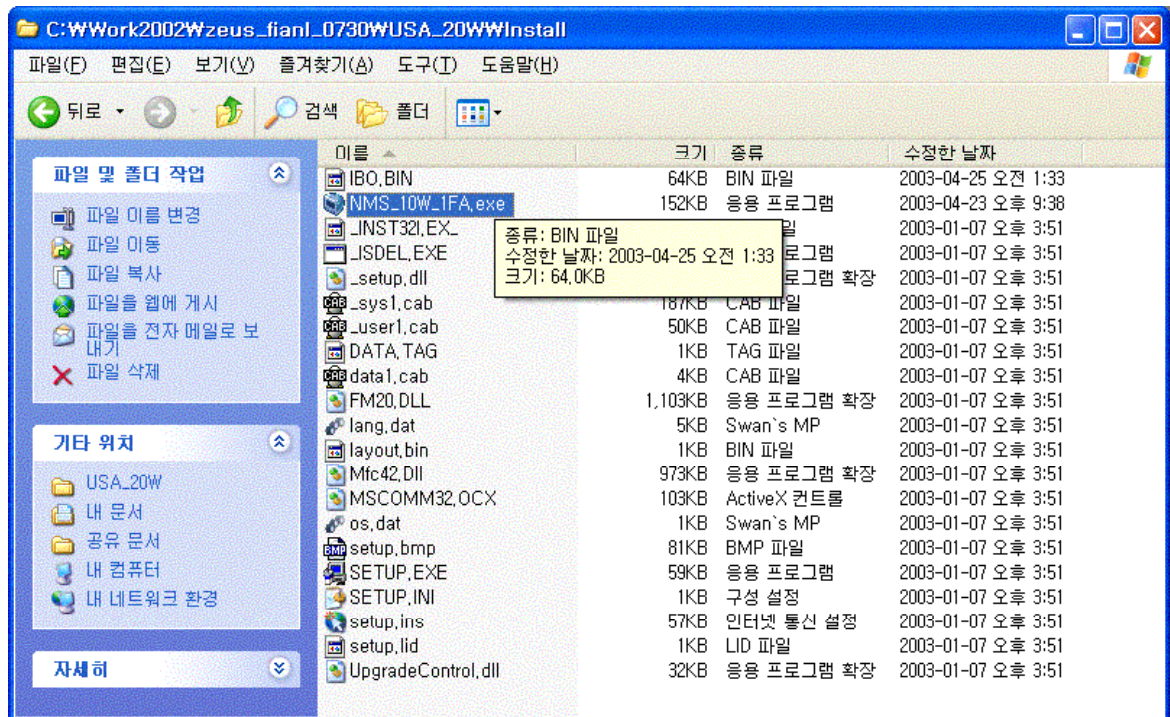 C:₩Work2002₩zeus_fianl_0730₩USA_20W₩Install
파일(F) 편집(E) 보기(V) 즐겨찾기(A) 도구(T) 도움말(H)
뒤로 검색 폴더
파일 및 폴더 작업
파일 이름 변경
파일 이동
파일 복사
파일을 웹에 게시
파일을 전자 메일로 보
내기
파일 삭제
기타 위치
USA_20W
내 문서
공유 문서
내 컴퓨터
내 네트워크 환경
자세히
이름 크기 종류 수정한 날짜
IBO.BIN 64KB BIN 파일 2003-04-25 오전 1:33
NMS_10W_1FA.exe 152KB 응용 프로그램 2003-04-23 오후 9:38
_INST32I.EX_ 일 2003-01-07 오후 3:51
_ISDEL.EXE 로그램 2003-01-07 오후 3:51
_setup.dll 로그램 확장 2003-01-07 오후 3:51
_sys1.cab 187KB CAB 파일 2003-01-07 오후 3:51
_user1.cab 50KB CAB 파일 2003-01-07 오후 3:51
DATA.TAG 1KB TAG 파일 2003-01-07 오후 3:51
data1.cab 4KB CAB 파일 2003-01-07 오후 3:51
FM20.DLL 1,103KB 응용 프로그램 확장 2003-01-07 오후 3:51
lang.dat 5KB Swan`s MP 2003-01-07 오후 3:51
layout.bin 1KB BIN 파일 2003-01-07 오후 3:51
Mfc42.Dll 973KB 응용 프로그램 확장 2003-01-07 오후 3:51
MSCOMM32.OCX 103KB ActiveX 컨트롤 2003-01-07 오후 3:51
os.dat 1KB Swan`s MP 2003-01-07 오후 3:51
setup.bmp 81KB BMP 파일 2003-01-07 오후 3:51
SETUP.EXE 59KB 응용 프로그램 2003-01-07 오후 3:51
SETUP.INI 1KB 구성 설정 2003-01-07 오후 3:51
setup.ins 57KB 인터넷 통신 설정 2003-01-07 오후 3:51
setup.lid 1KB LID 파일 2003-01-07 오후 3:51
UpgradeControl.dll 32KB 응용 프로그램 확장 2003-01-07 오후 3:51
종류: BIN 파일
수정한 날짜: 2003-04-25 오전 1:33
크기: 64.0KB